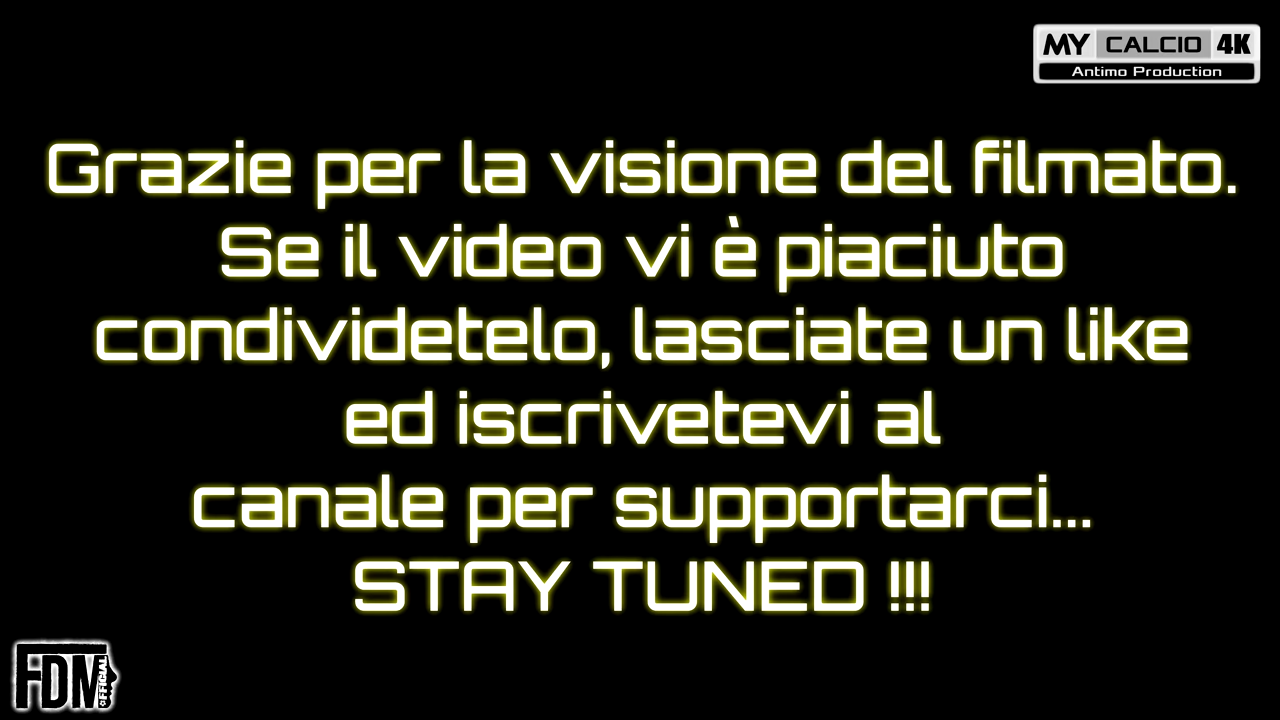 MY CALCIO 4K
Antimo Production
Grazie per la visione del filmato.
Se il video vi è piaciuto
condividetelo, lasciate un like
ed iscrivetevi al
canale per supportarci...
STAY TUNED !!!
FDM
OFFICIAL